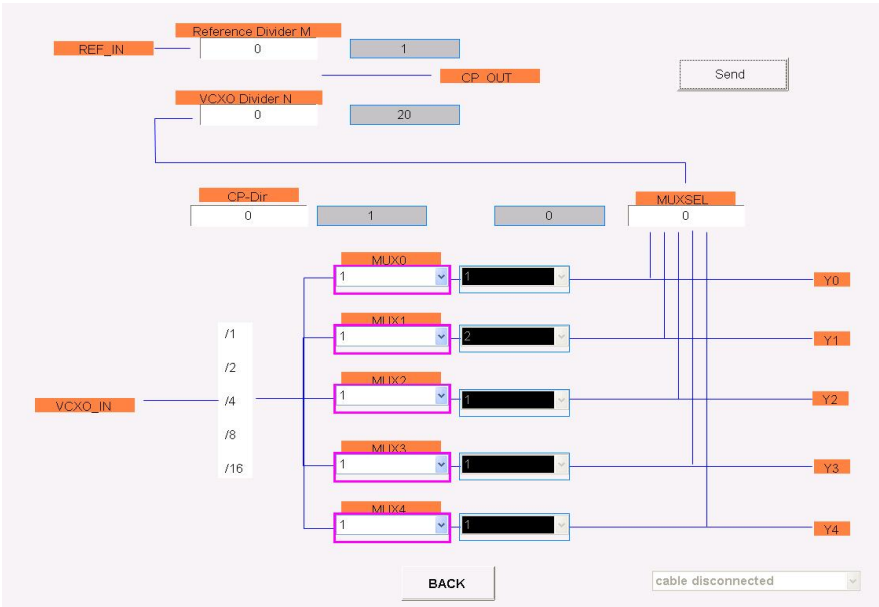 Reference Divider M
REF_IN 0 1
CP_OUT
Send
VCXO Divider N
0 20
CP-Dir
0 1 0
MUXSEL
0
MUX0
1 1 Y0
MUX1
1 2 Y1
MUX2
1 1 Y2
MUX3
1 1 Y3
MUX4
1 1 Y4
VCXO_IN
/1
/2
/4
/8
/16
BACK
cable disconnected